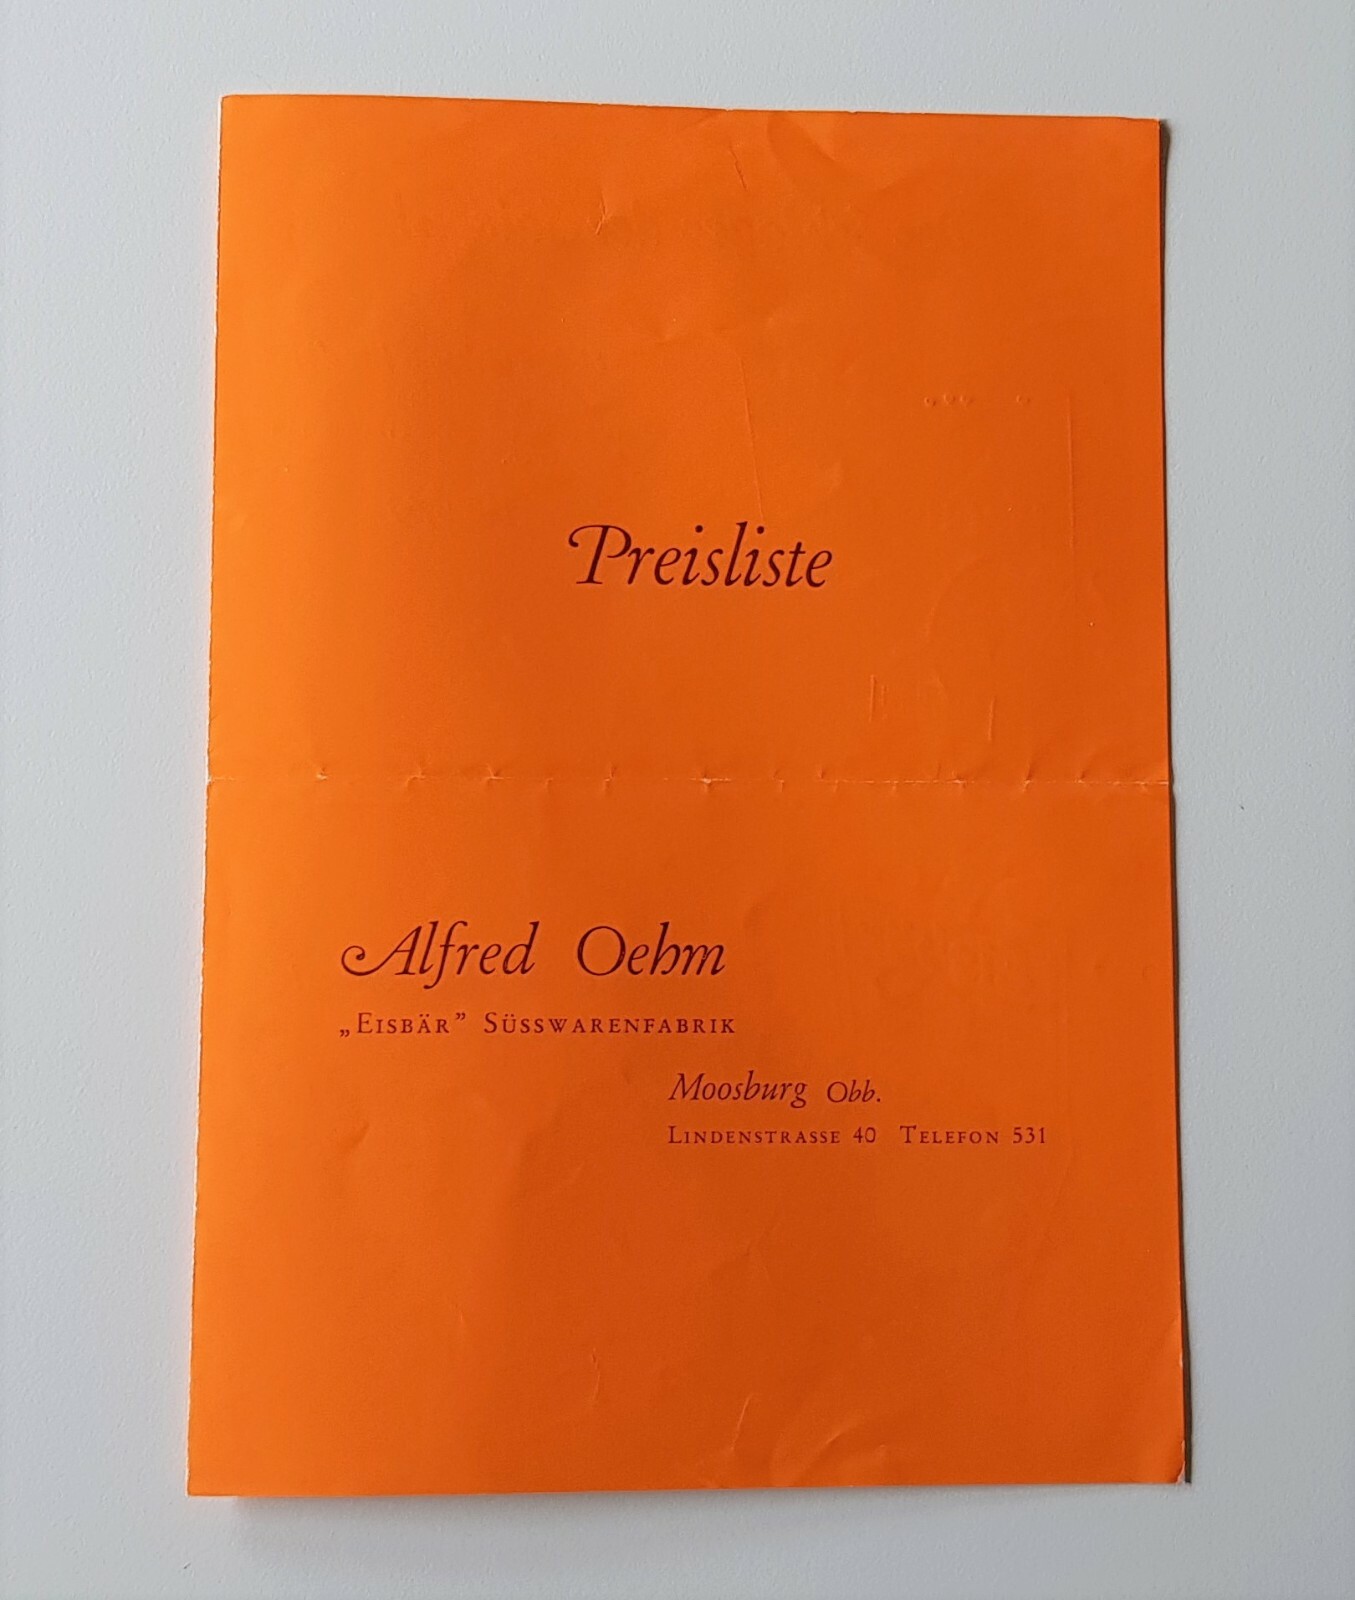 Preisliste
Alfred Oehm
„Eisbär” Süsswarenfabrik
Moosburg Obb.
Lindenstrasse 40 Telefon 531